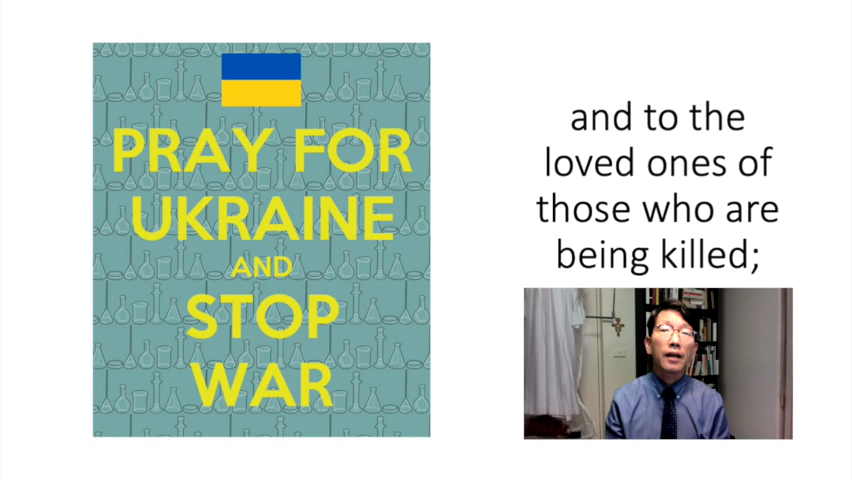 PRAY FOR
UKRAINE
AND
STOP
WAR
and to the
loved ones of
those who are
being killed;